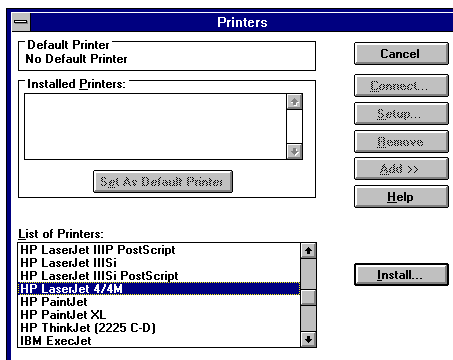 Printers
Default Printer
No Default Printer
Cancel
Installed Printers:
Connect...
Setup...
Remove
Set As Default Printer
Add >>
Help
List of Printers:
HP LaserJet IIIP PostScript
HP LaserJet IIISi
HP LaserJet IIISi PostScript
HP LaserJet 4/4M
HP PaintJet
HP PaintJet XL
HP ThinkJet (2225 C-D)
IBM ExecJet
Install...